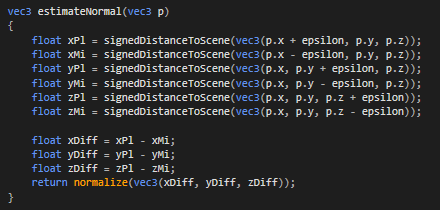 vec3 estimateNormal(vec3 p)
{
    float xPl = signedDistanceToScene(vec3(p.x + epsilon, p.y, p.z));
    float xMi = signedDistanceToScene(vec3(p.x - epsilon, p.y, p.z));
    float yPl = signedDistanceToScene(vec3(p.x, p.y + epsilon, p.z));
    float yMi = signedDistanceToScene(vec3(p.x, p.y - epsilon, p.z));
    float zPl = signedDistanceToScene(vec3(p.x, p.y, p.z + epsilon));
    float zMi = signedDistanceToScene(vec3(p.x, p.y, p.z - epsilon));

    float xDiff = xPl - xMi;
    float yDiff = yPl - yMi;
    float zDiff = zPl - zMi;
    return normalize(vec3(xDiff, yDiff, zDiff));
}